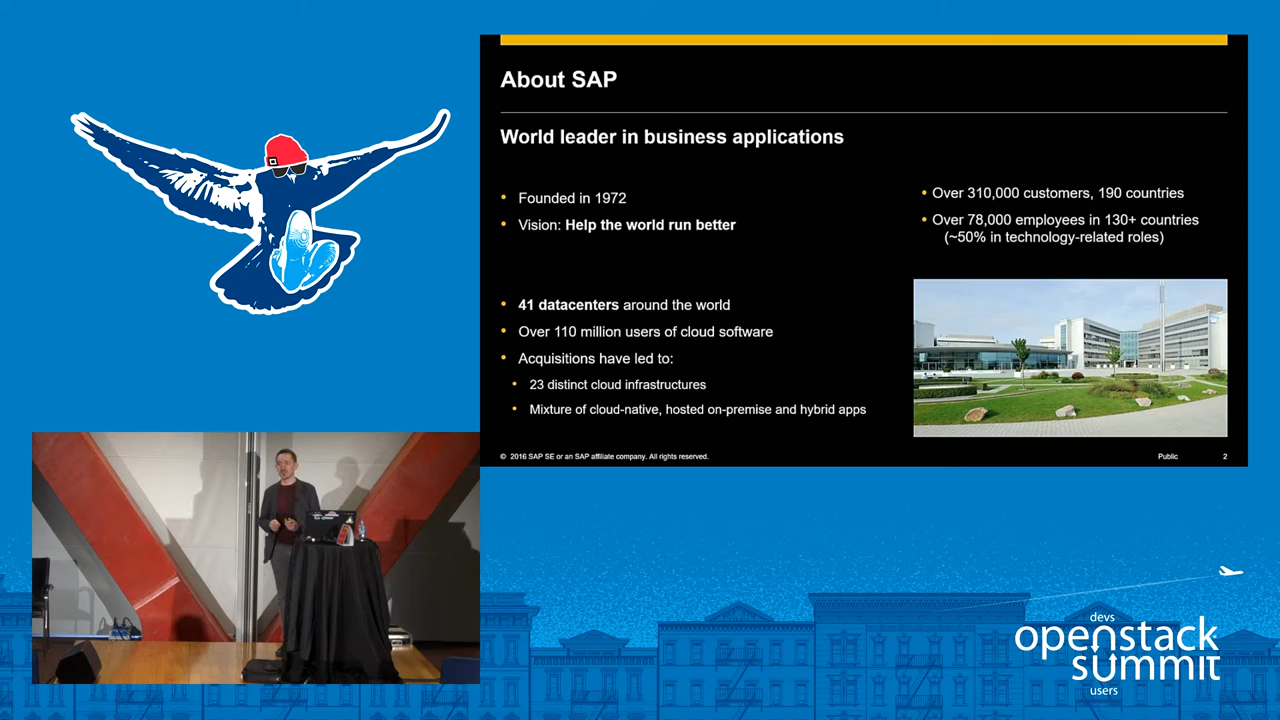 About SAP
World leader in business applications
• Founded in 1972
• Vision: Help the world run better
• 41 datacenters around the world
• Over 110 million users of cloud software
• Acquisitions have led to:
• 23 distinct cloud infrastructures
• Mixture of cloud-native, hosted on-premise and hybrid apps
• Over 310,000 customers, 190 countries
• Over 78,000 employees in 130+ countries
(~50% in technology-related roles)
© 2016 SAP SE or an SAP affiliate company. All rights reserved.
Public
2
devs
openstack
summit
users